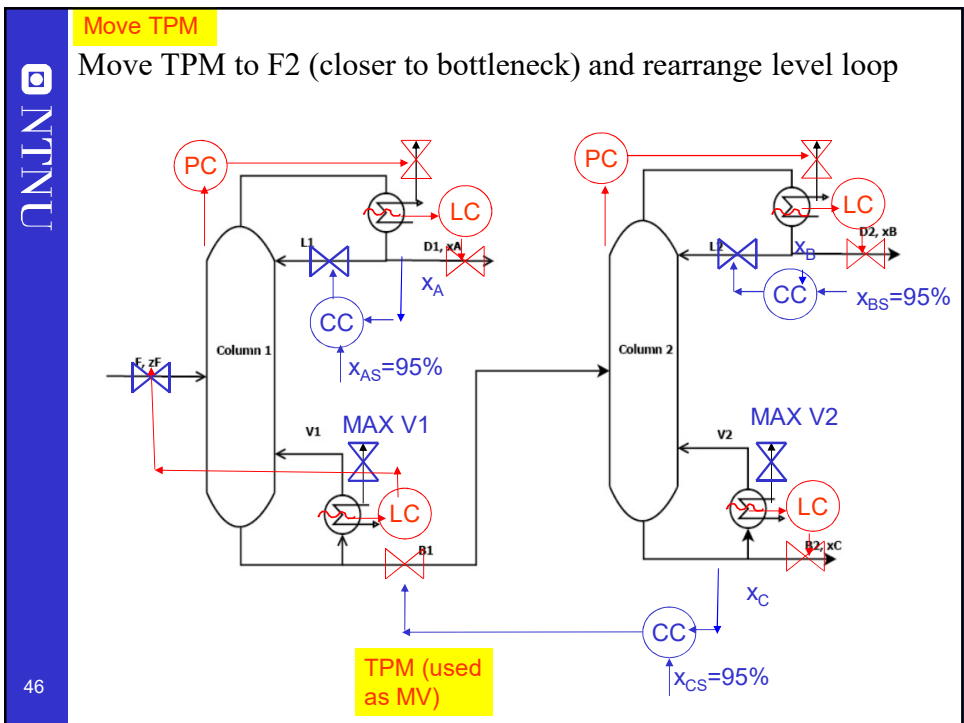 Move TPM
Move TPM to F2 (closer to bottleneck) and rearrange level loop
NTNU
PC
PC
LC
LC
L1
D1, xA
L2
xB
D2, xB
xA
CC
CC
xBS=95%
Column 1
Column 2
F, zF
xAS=95%
MAX V1
MAX V2
V1
V2
LC
LC
B1
B2, xC
xC
CC
TPM (used
as MV)
xCS=95%
46